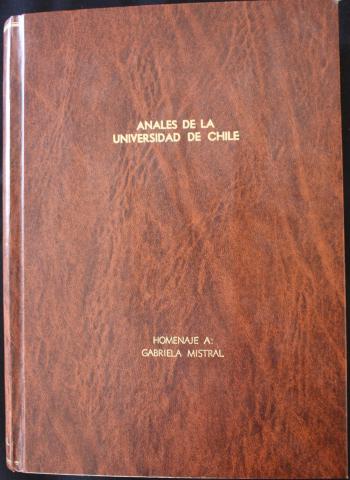 ANALES DE LA
UNIVERSIDAD DE CHILE
HOMENAJE A:
GABRIELA MISTRAL